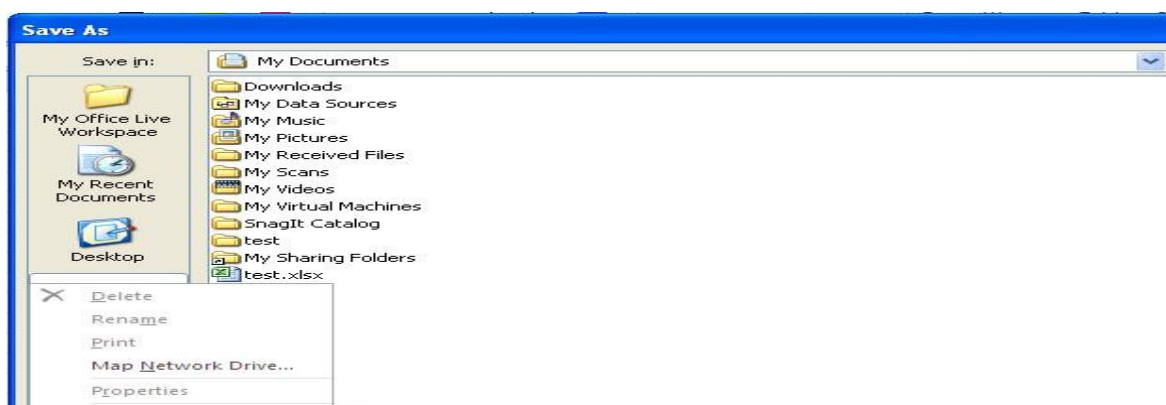 Save As
Save in:
My Documents
My Office Live
Workspace
My Recent
Documents
Desktop
Downloads
My Data Sources
My Music
My Pictures
My Received Files
My Scans
My Videos
My Virtual Machines
SnagIt Catalog
test
My Sharing Folders
test.xlsx
Delete
Rename
Print
Map Network Drive...
Properties